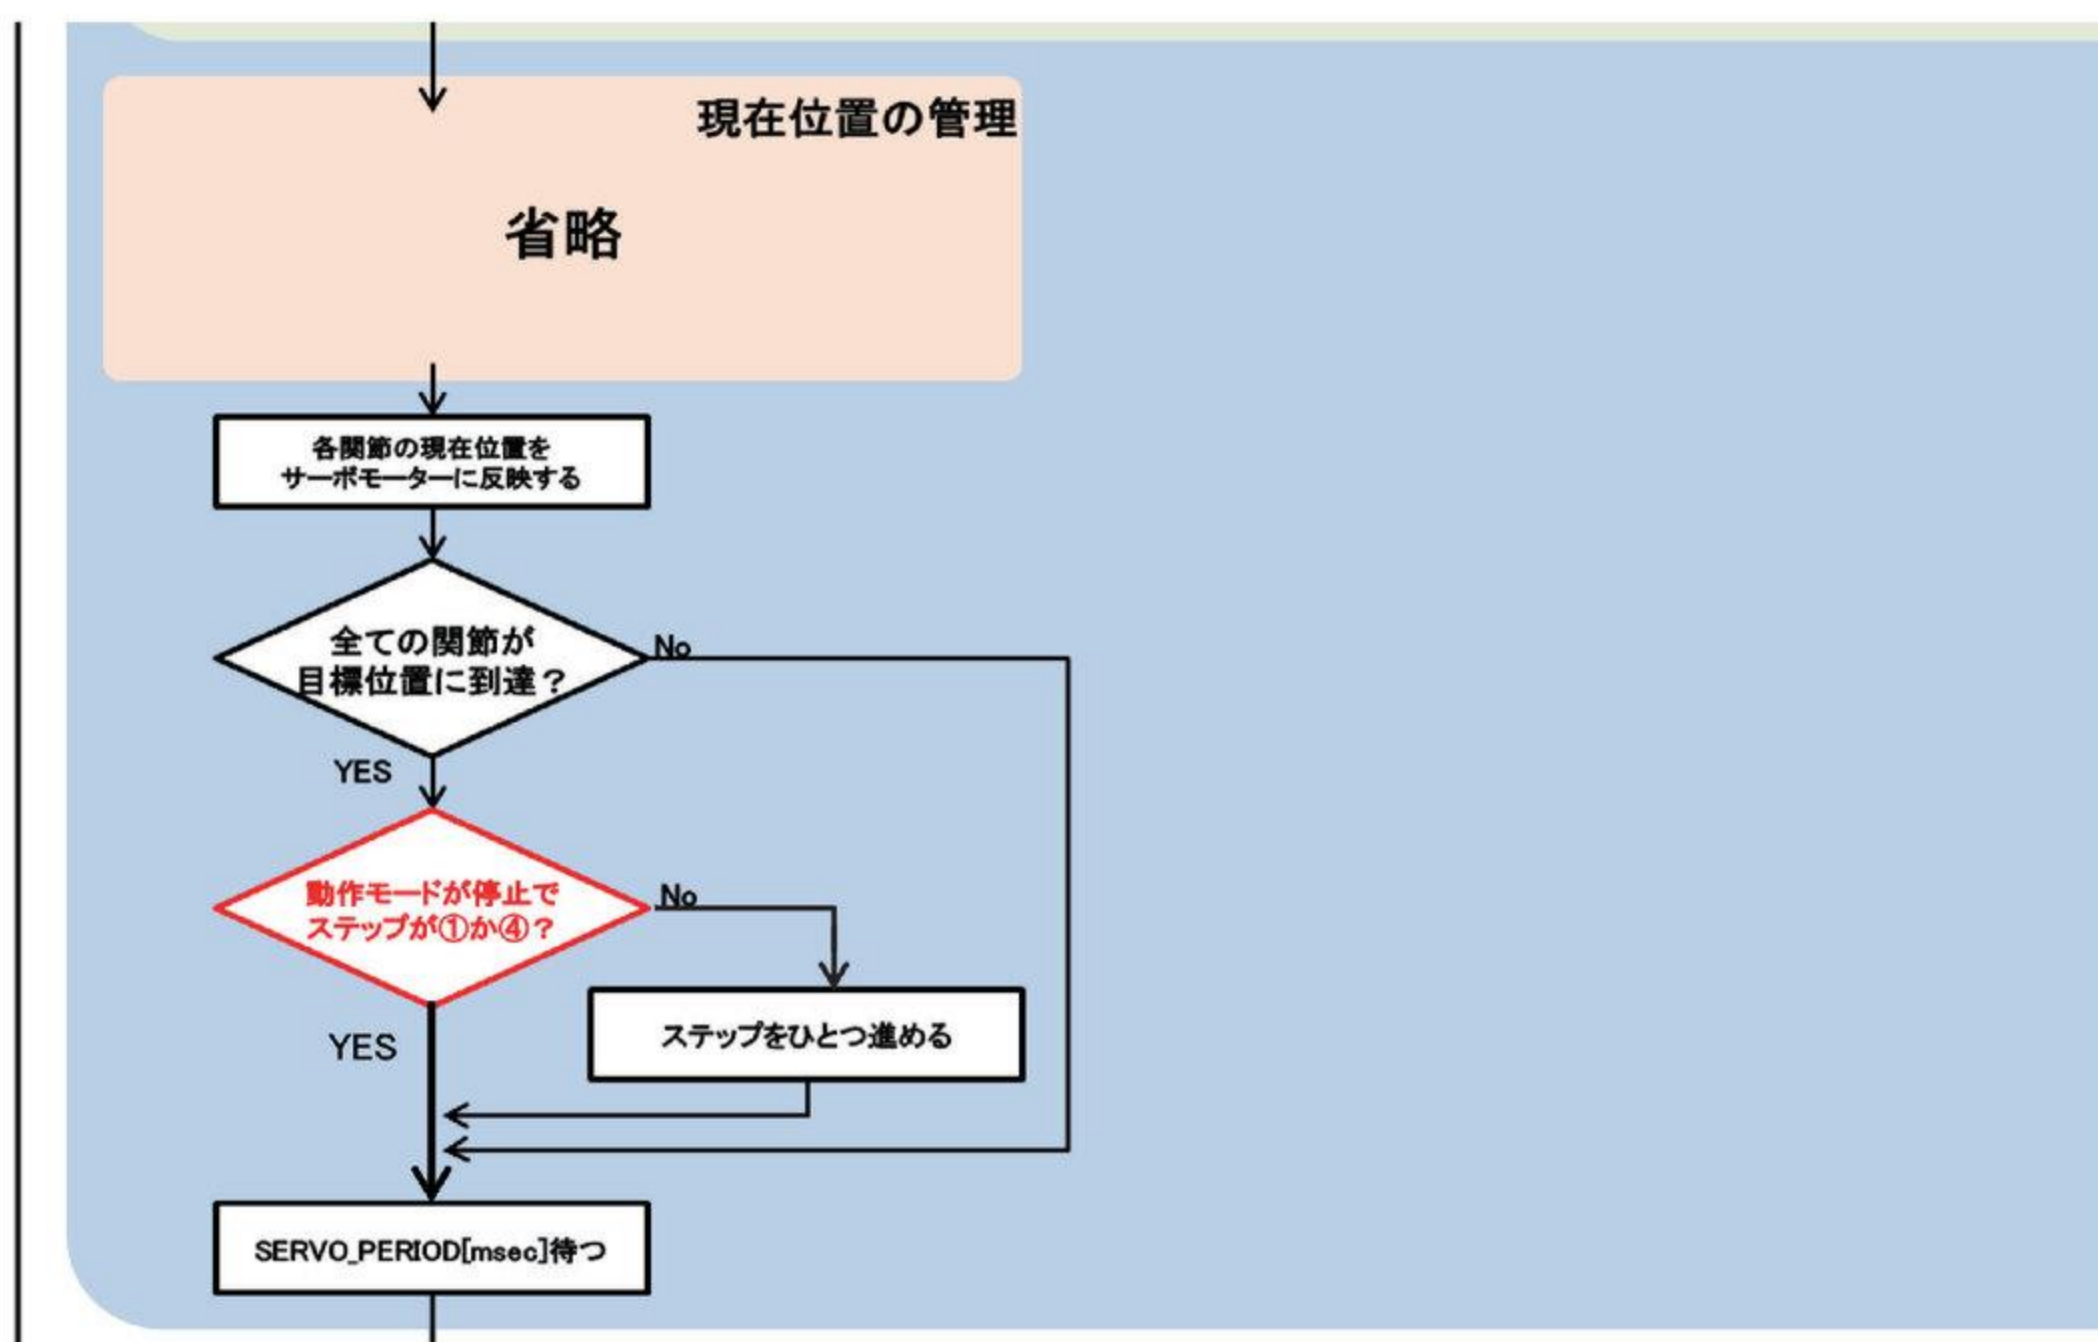 現在位置の管理
省略
各関節の現在位置を
サーボモーターに反映する
全ての関節が
目標位置に到達？
No
YES
動作モードが停止で
ステップが①か④？
No
ステップをひとつ進める
YES
SERVO_PERIOD[msec]待つ